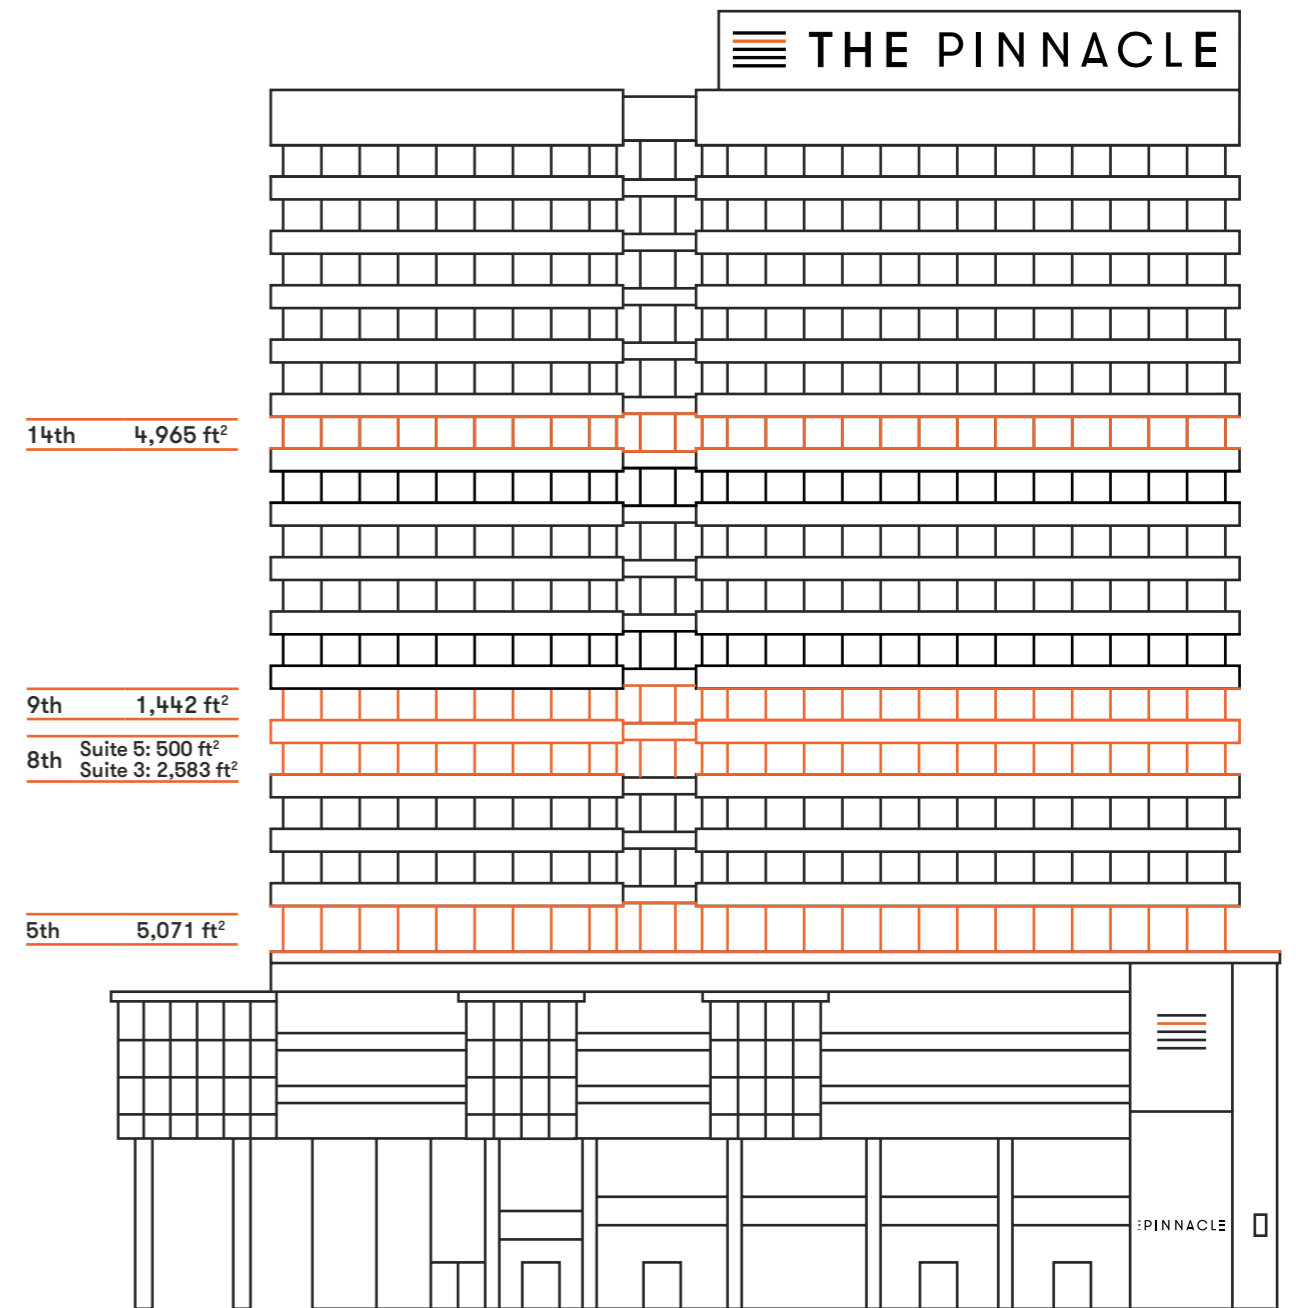 THE PINNACLE
14th 4,965 ft²
9th 1,442 ft²
8th Suite 5: 500 ft²
Suite 3: 2,583 ft²
5th 5,071 ft²
PINNACLE